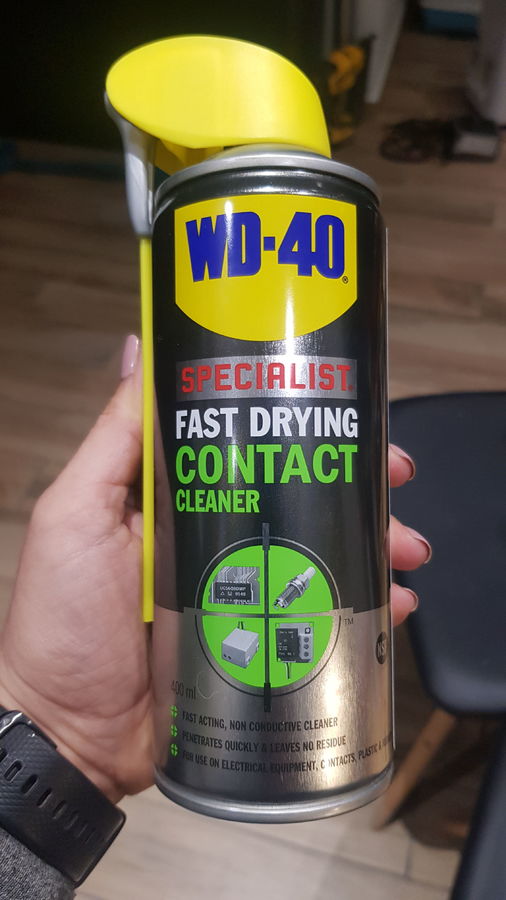 WD-40®
SPECIALIST®
FAST DRYING
CONTACT
CLEANER
TM
400 ml
FAST ACTING, NON CONDUCTIVE CLEANER
PENETRATES QUICKLY & LEAVES NO RESIDUE
FOR USE ON ELECTRICAL EQUIPMENT, CONTACTS, PLASTIC &